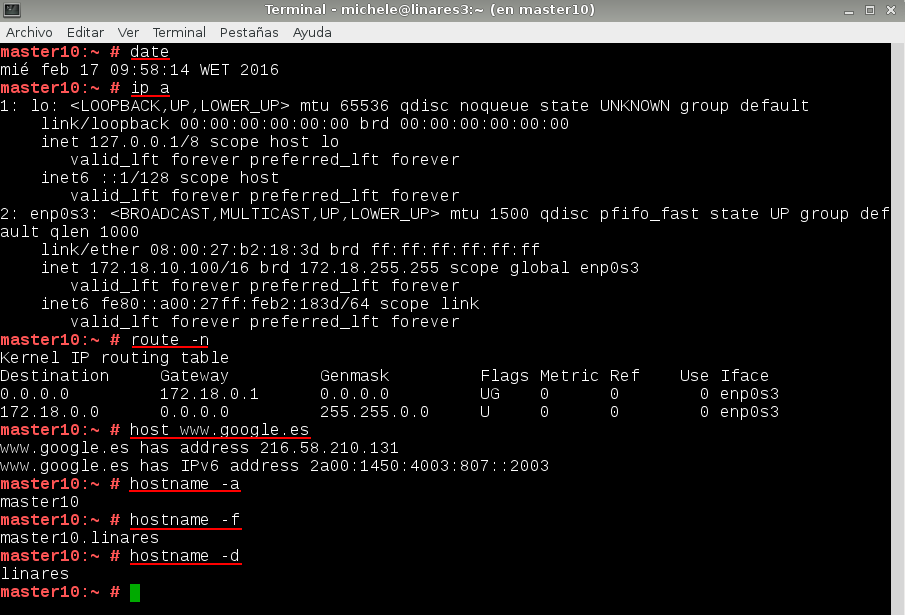 Terminal - michele@linares3:~ (en master10)
Archivo Editar Ver Terminal Pestañas Ayuda
master10:~ # date
mié feb 17 09:58:14 WET 2016
master10:~ # ip a
1: lo: <LOOPBACK,UP,LOWER_UP> mtu 65536 qdisc noqueue state UNKNOWN group default
    link/loopback 00:00:00:00:00:00 brd 00:00:00:00:00:00
    inet 127.0.0.1/8 scope host lo
       valid_lft forever preferred_lft forever
    inet6 ::1/128 scope host
       valid_lft forever preferred_lft forever
2: enp0s3: <BROADCAST,MULTICAST,UP,LOWER_UP> mtu 1500 qdisc pfifo_fast state UP group def
ault qlen 1000
    link/ether 08:00:27:b2:18:3d brd ff:ff:ff:ff:ff:ff
    inet 172.18.10.100/16 brd 172.18.255.255 scope global enp0s3
       valid_lft forever preferred_lft forever
    inet6 fe80::a00:27ff:feb2:183d/64 scope link
       valid_lft forever preferred_lft forever
master10:~ # route -n
Kernel IP routing table
Destination     Gateway         Genmask         Flags Metric Ref    Use Iface
0.0.0.0         172.18.0.1      0.0.0.0         UG    0      0        0 enp0s3
172.18.0.0      0.0.0.0         255.255.0.0     U     0      0        0 enp0s3
master10:~ # host www.google.es
www.google.es has address 216.58.210.131
www.google.es has IPv6 address 2a00:1450:4003:807::2003
master10:~ # hostname -a
master10
master10:~ # hostname -f
master10.linares
master10:~ # hostname -d
linares
master10:~ #